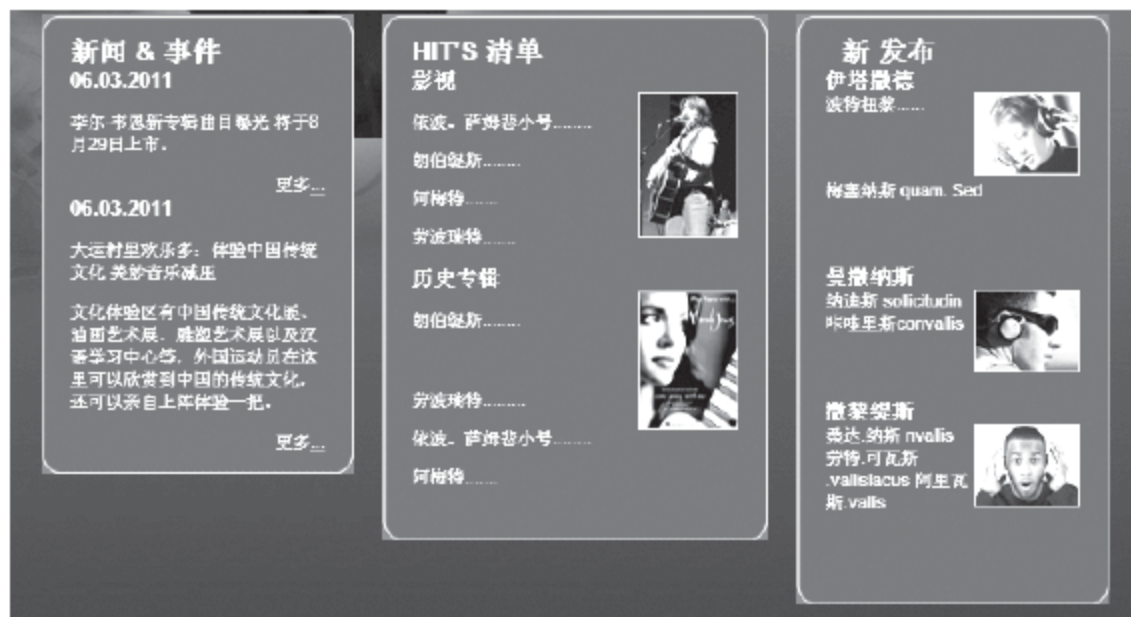 新闻 & 事件
06.03.2011
李尔·韦恩新专辑曲目曝光 将于8
月29日上市。
更多...
06.03.2011
大运村里欢乐多：体验中国传统
文化 美妙音乐减压
文化体验区有中国传统文化展、
油画艺术展、雕塑艺术展以及汉
语学习中心等，外国运动员在这
里可以欣赏到中国的传统文化，
还可以亲自上阵体验一把。
更多...
HIT'S 清单
影视
依波。萨姆悲小号.........
朗伯缇斯.........
阿梅特........
劳波瑞特........
历史专辑
朗伯缇斯.........
劳波瑞特..........
依波。萨姆悲小号.........
阿梅特........
新 发布
伊塔撒德
波特纽黎......
梅塞纳斯 quam. Sed
曼撒纳斯
纳迪斯 sollicitudin
咔哇里斯convallis
撒黎缇斯
桑达.纳斯 nvallis
劳特.可瓦斯
.valislacus 阿里瓦
斯.valis